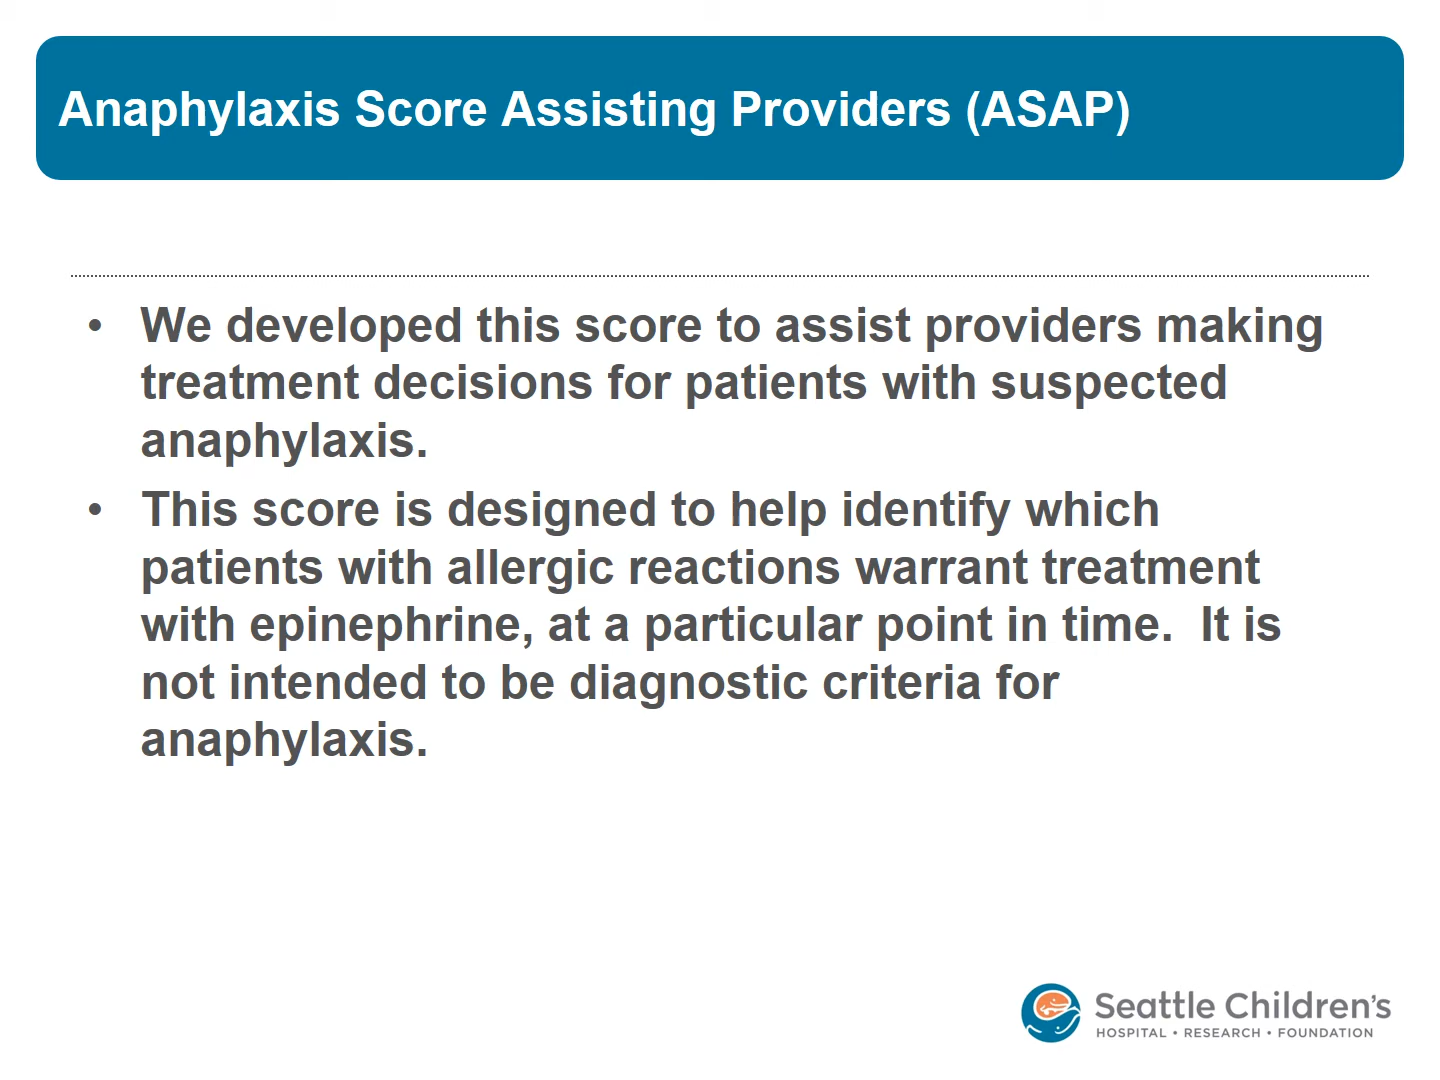 Anaphylaxis Score Assisting Providers (ASAP)
• We developed this score to assist providers making
treatment decisions for patients with suspected
anaphylaxis.
• This score is designed to help identify which
patients with allergic reactions warrant treatment
with epinephrine, at a particular point in time.  It is
not intended to be diagnostic criteria for
anaphylaxis.
Seattle Children's
HOSPITAL • RESEARCH • FOUNDATION